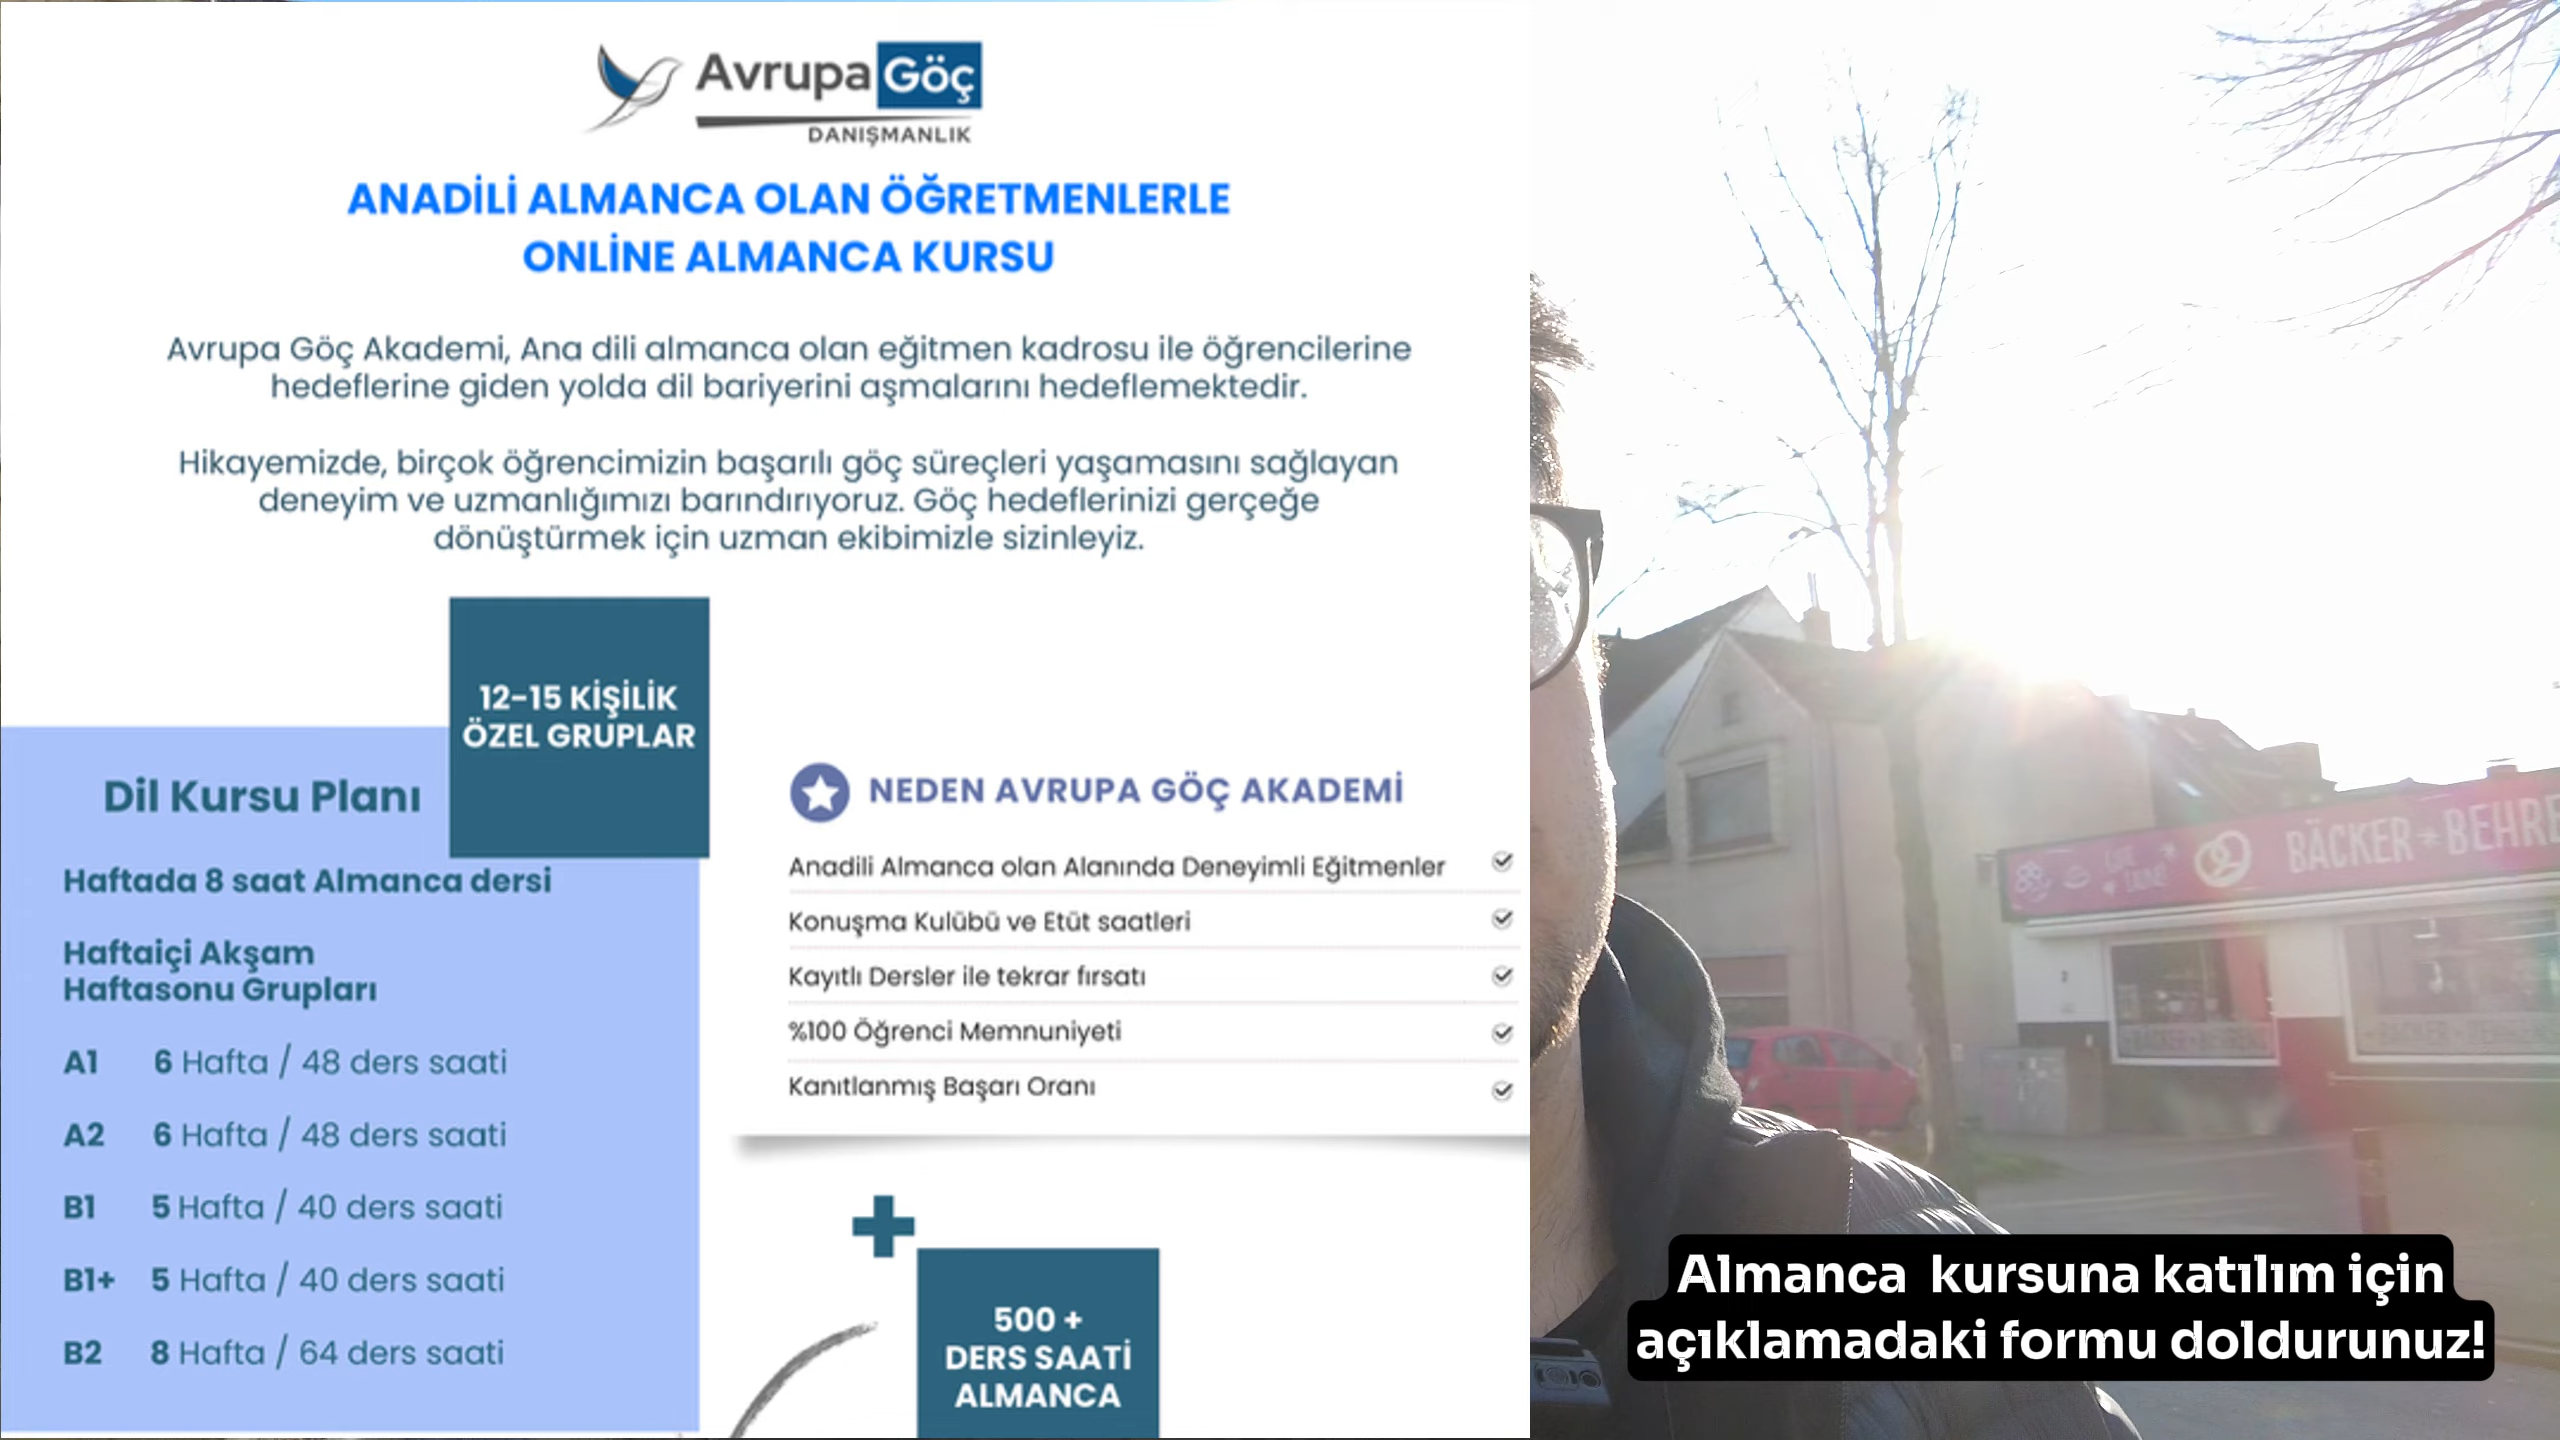 Avrupa Göç
DANIŞMANLIK
ANADİLİ ALMANCA OLAN ÖĞRETMENLERLE
ONLİNE ALMANCA KURSU
Avrupa Göç Akademi, Ana dili almanca olan eğitmen kadrosu ile öğrencilerine
hedeflerine giden yolda dil bariyerini aşmalarını hedeflemektedir.
Hikayemizde, birçok öğrencimizin başarılı göç süreçleri yaşamasını sağlayan
deneyim ve uzmanlığımızı barındırıyoruz. Göç hedeflerinizi gerçeğe
dönüştürmek için uzman ekibimizle sizinleyiz.
12-15 KİŞİLİK
ÖZEL GRUPLAR
Dil Kursu Planı
Haftada 8 saat Almanca dersi
Haftaiçi Akşam
Haftasonu Grupları
A1 6 Hafta / 48 ders saati
A2 6 Hafta / 48 ders saati
B1 5 Hafta / 40 ders saati
B1+ 5 Hafta / 40 ders saati
B2 8 Hafta / 64 ders saati
NEDEN AVRUPA GÖÇ AKADEMİ
Anadili Almanca olan Alanında Deneyimli Eğitmenler
Konuşma Kulübü ve Etüt saatleri
Kayıtlı Dersler ile tekrar fırsatı
%100 Öğrenci Memnuniyeti
Kanıtlanmış Başarı Oranı
500 +
DERS SAATİ
ALMANCA
BÄCKER BEHRE
Almanca kursuna katılım için
açıklamadaki formu doldurunuz!